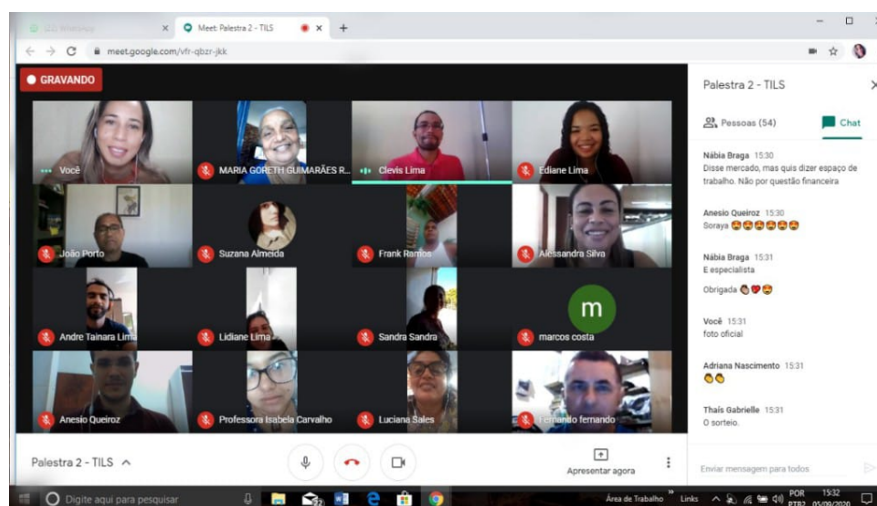 WhatsApp
Meet: Palestra 2 - TILS
meet.google.com/vfr-qbzr-jkk
GRAVANDO
Você
MARIA GORETH GUIMARÃES R...
Clevis Lima
Ediane Lima
João Porto
Suzana Almeida
Frank Ramos
Alessandra Silva
Andre Tainara Lima
Lidiane Lima
Sandra Sandra
m
marcos costa
Anesio Queiroz
Professora Isabela Carvalho
Luciana Sales
Fernando fernando
Palestra 2 - TILS
Pessoas (54)
Chat
Nábia Braga 15:30
Disse mercado, mas quis dizer espaço de
trabalho. Não por questão financeira
Anesio Queiroz 15:30
Soraya 😍😍😍😍😍😍
Nábia Braga 15:31
E especialista
Obrigada
Você 15:31
foto oficial
Adriana Nascimento 15:31
Thaís Gabrielle 15:31
O sorteio.
Enviar mensagem para todos
Palestra 2 - TILS
Apresentar agora
Digite aqui para pesquisar
Área de Trabalho
Links
POR
PTB2
15:32
05/09/2020